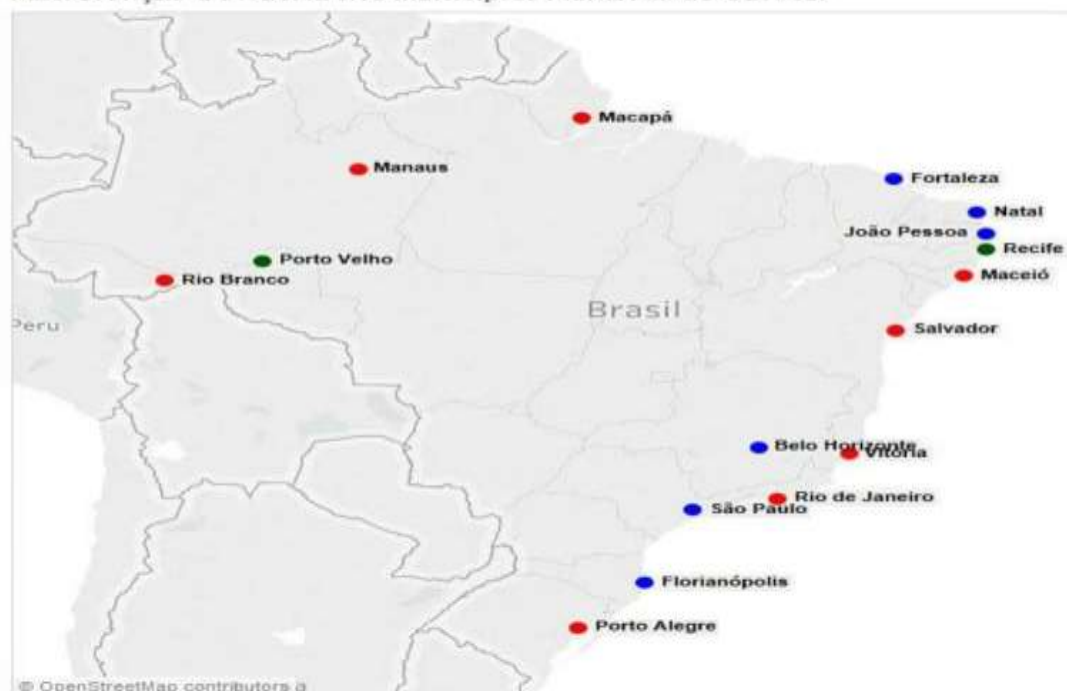 Macapá
Manaus
Fortaleza
Natal
João Pessoa
Recife
Porto Velho
Maceió
Rio Branco
Brasil
Peru
Salvador
Belo Horizonte
Vitória
Rio de Janeiro
São Paulo
Florianópolis
Porto Alegre
© OpenStreetMap contributors